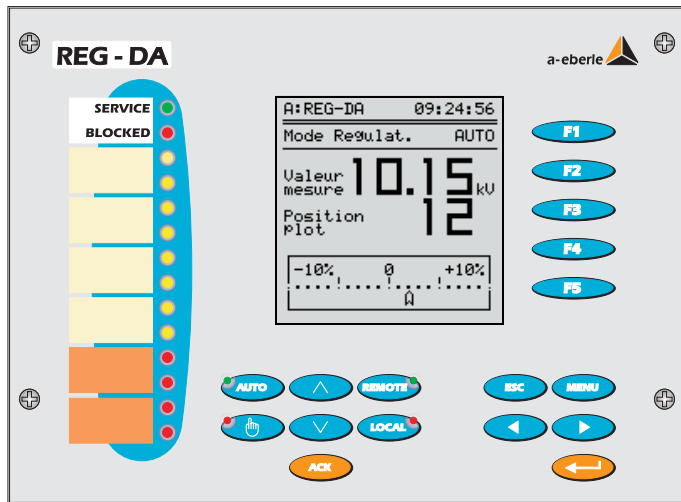 REG - DA
a-eberle
SERVICE
BLOCKED
A:REG-DA 09:24:56
Mode Regulat. AUTO
Valeur
mesure 10.15 kV
Position
plot 12
-10% 0 +10%
F1
F2
F3
F4
F5
AUTO
REMOTE
LOCAL
ACK
ESC
MENU